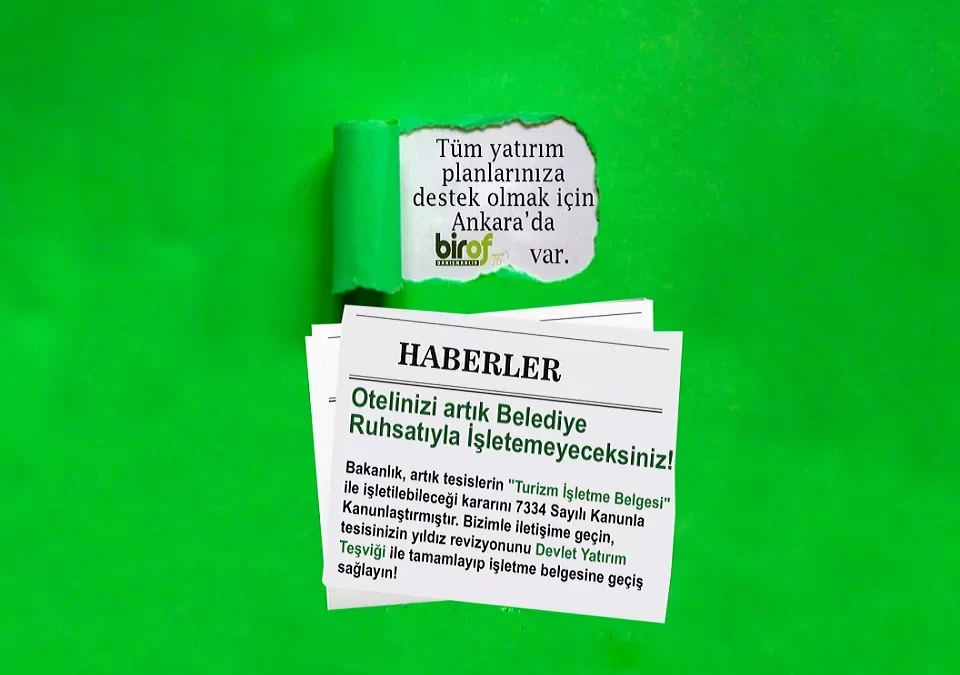 Tüm yatırım
planlarınıza
destek olmak için
Ankara'da
birof var.
DANIŞMANLIK
HABERLER
Otelinizi artık Belediye
Ruhsatıyla İşletemeyeceksiniz!
Bakanlık, artık tesislerin "Turizm İşletme Belgesi"
ile işletilebileceği kararını 7334 Sayılı Kanunla
Kanunlaştırmıştır. Bizimle iletişime geçin,
tesisinizin yıldız revizyonunu Devlet Yatırım
Teşviği ile tamamlayıp işletme belgesine geçiş
sağlayın!